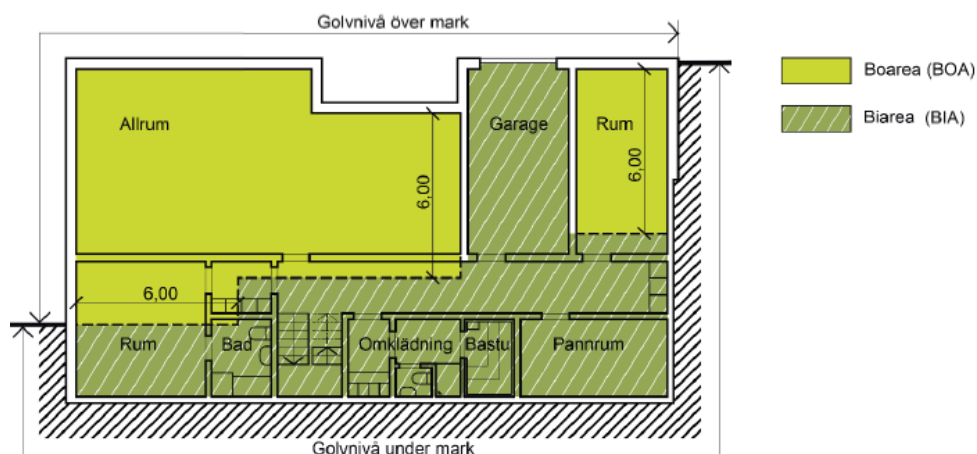 Golvnivå över mark
Boarea (BOA)
Biarea (BIA)
Allrum
Garage
Rum
6,00
6,00
6,00
Rum
Bad
Omklädning
Bastu
Pannrum
Golvnivå under mark